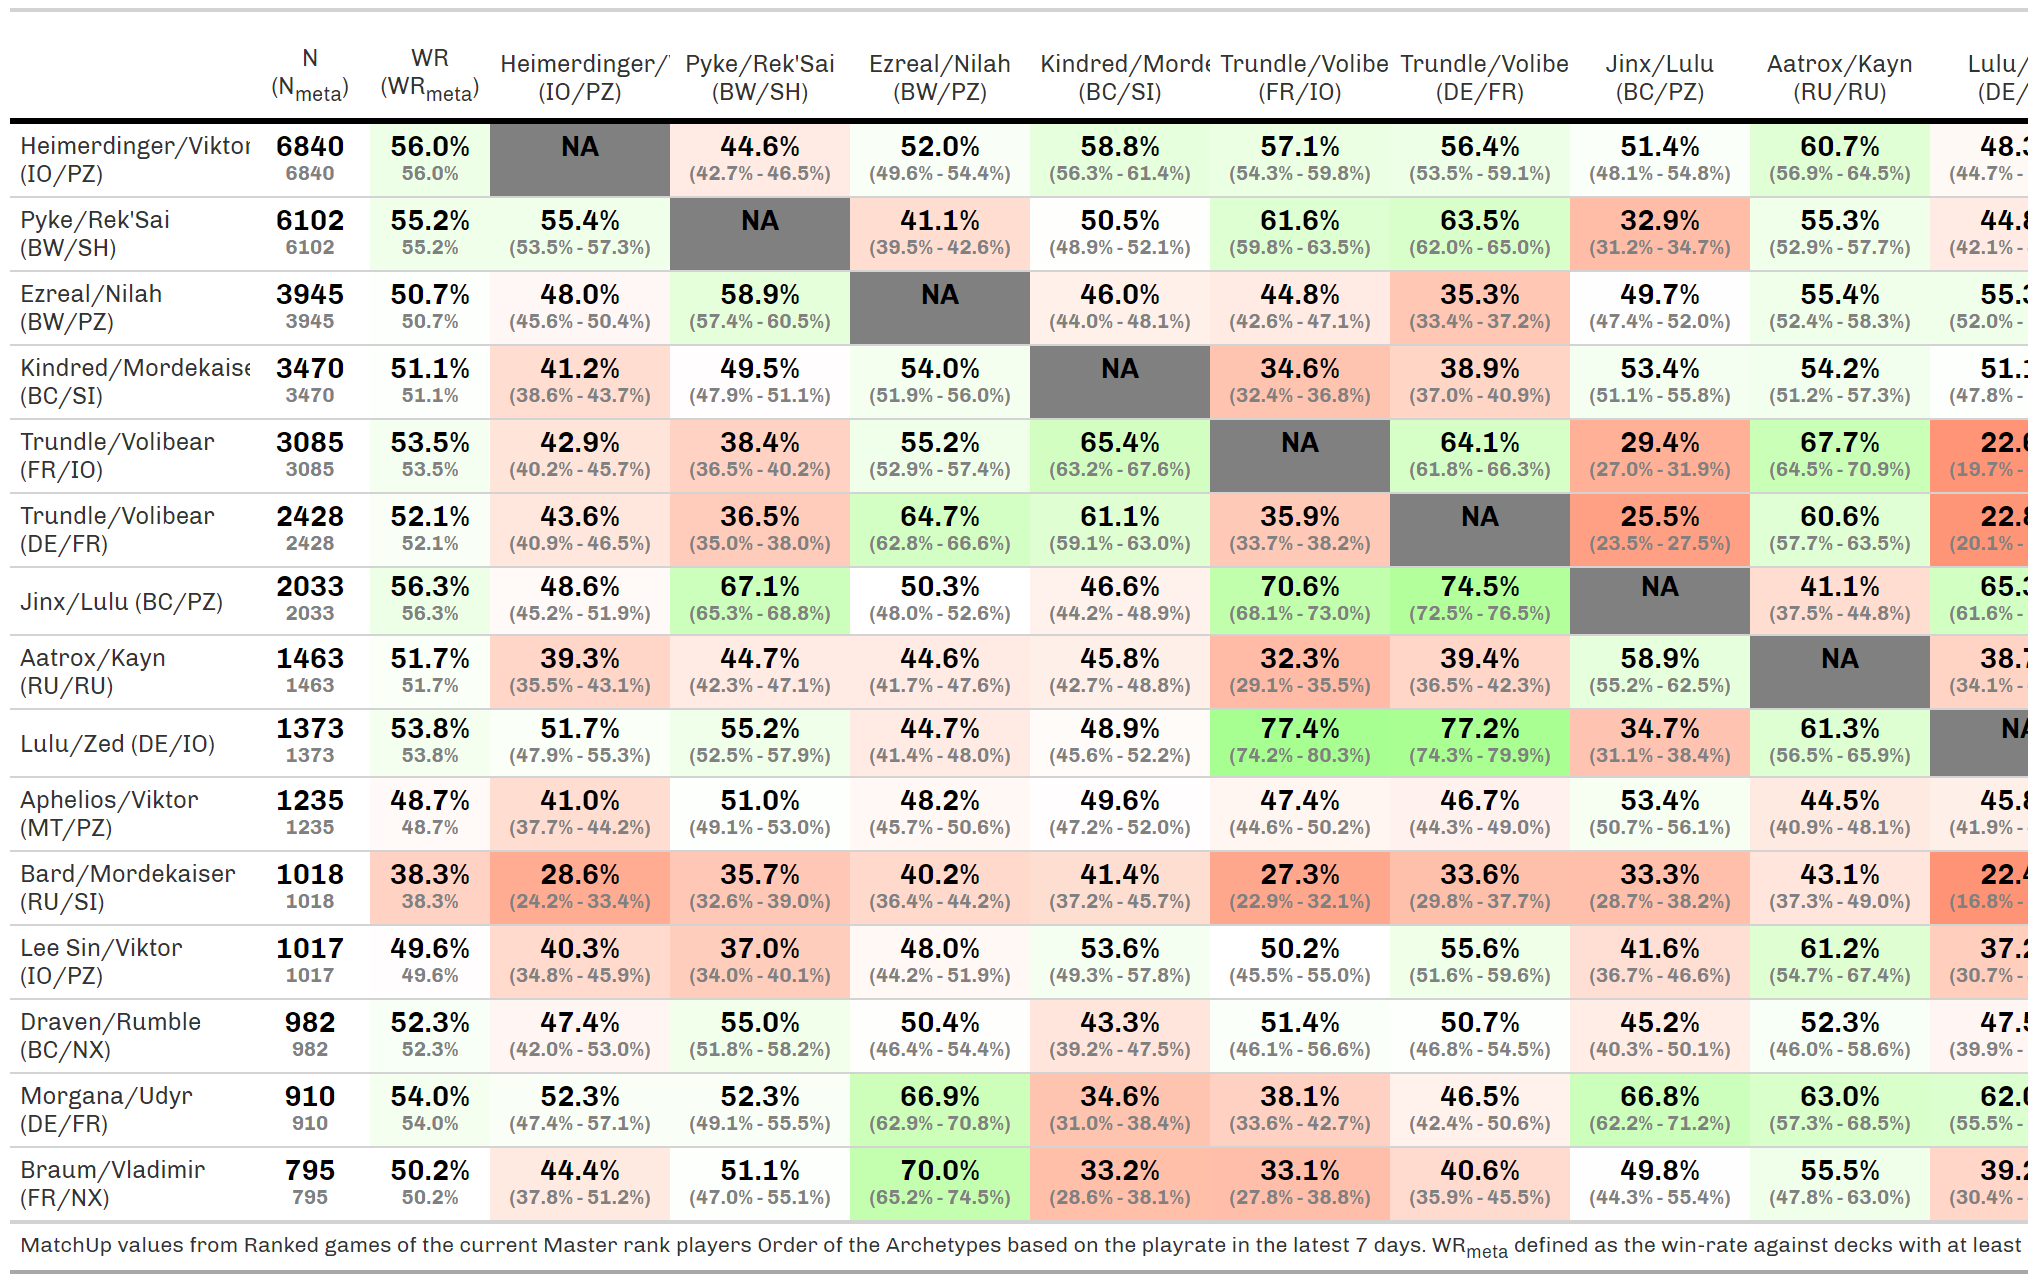 N WR Heimerdinger/ Pyke/Rek'Sai Ezreal/Nilah Kindred/Morde Trundle/Volibe Trundle/Volibe Jinx/Lulu Aatrox/Kayn Lulu/
(Nmeta) (WRmeta) (IO/PZ) (BW/SH) (BW/PZ) (BC/SI) (FR/IO) (DE/FR) (BC/PZ) (RU/RU) (DE/
Heimerdinger/Viktor 6840 56.0% NA 44.6% 52.0% 58.8% 57.1% 56.4% 51.4% 60.7% 48.3
(IO/PZ) 6840 56.0% (42.7% - 46.5%) (49.6% - 54.4%) (56.3% - 61.4%) (54.3% - 59.8%) (53.5% - 59.1%) (48.1% - 54.8%) (56.9% - 64.5%) (44.7% -
Pyke/Rek'Sai 6102 55.2% 55.4% NA 41.1% 50.5% 61.6% 63.5% 32.9% 55.3% 44.8
(BW/SH) 6102 55.2% (53.5% - 57.3%) (39.5% - 42.6%) (48.9% - 52.1%) (59.8% - 63.5%) (62.0% - 65.0%) (31.2% - 34.7%) (52.9% - 57.7%) (42.1% -
Ezreal/Nilah 3945 50.7% 48.0% 58.9% NA 46.0% 44.8% 35.3% 49.7% 55.4% 55.3
(BW/PZ) 3945 50.7% (45.6% - 50.4%) (57.4% - 60.5%) (44.0% - 48.1%) (42.6% - 47.1%) (33.4% - 37.2%) (47.4% - 52.0%) (52.4% - 58.3%) (52.0% -
Kindred/Mordekaise 3470 51.1% 41.2% 49.5% 54.0% NA 34.6% 38.9% 53.4% 54.2% 51.1
(BC/SI) 3470 51.1% (38.6% - 43.7%) (47.9% - 51.1%) (51.9% - 56.0%) (32.4% - 36.8%) (37.0% - 40.9%) (51.1% - 55.8%) (51.2% - 57.3%) (47.8% -
Trundle/Volibear 3085 53.5% 42.9% 38.4% 55.2% 65.4% NA 64.1% 29.4% 67.7% 22.6
(FR/IO) 3085 53.5% (40.2% - 45.7%) (36.5% - 40.2%) (52.9% - 57.4%) (63.2% - 67.6%) (61.8% - 66.3%) (27.0% - 31.9%) (64.5% - 70.9%) (19.7% -
Trundle/Volibear 2428 52.1% 43.6% 36.5% 64.7% 61.1% 35.9% NA 25.5% 60.6% 22.8
(DE/FR) 2428 52.1% (40.9% - 46.5%) (35.0% - 38.0%) (62.8% - 66.6%) (59.1% - 63.0%) (33.7% - 38.2%) (23.5% - 27.5%) (57.7% - 63.5%) (20.1% -
Jinx/Lulu (BC/PZ) 2033 56.3% 48.6% 67.1% 50.3% 46.6% 70.6% 74.5% NA 41.1% 65.3
2033 56.3% (45.2% - 51.9%) (65.3% - 68.8%) (48.0% - 52.6%) (44.2% - 48.9%) (68.1% - 73.0%) (72.5% - 76.5%) (37.5% - 44.8%) (61.6% -
Aatrox/Kayn 1463 51.7% 39.3% 44.7% 44.6% 45.8% 32.3% 39.4% 58.9% NA 38.7
(RU/RU) 1463 51.7% (35.5% - 43.1%) (42.3% - 47.1%) (41.7% - 47.6%) (42.7% - 48.8%) (29.1% - 35.5%) (36.5% - 42.3%) (55.2% - 62.5%) (34.1% -
Lulu/Zed (DE/IO) 1373 53.8% 51.7% 55.2% 44.7% 48.9% 77.4% 77.2% 34.7% 61.3% NA
1373 53.8% (47.9% - 55.3%) (52.5% - 57.9%) (41.4% - 48.0%) (45.6% - 52.2%) (74.2% - 80.3%) (74.3% - 79.9%) (31.1% - 38.4%) (56.5% - 65.9%)
Aphelios/Viktor 1235 48.7% 41.0% 51.0% 48.2% 49.6% 47.4% 46.7% 53.4% 44.5% 45.8
(MT/PZ) 1235 48.7% (37.7% - 44.2%) (49.1% - 53.0%) (45.7% - 50.6%) (47.2% - 52.0%) (44.6% - 50.2%) (44.3% - 49.0%) (50.7% - 56.1%) (40.9% - 48.1%) (41.9% -
Bard/Mordekaiser 1018 38.3% 28.6% 35.7% 40.2% 41.4% 27.3% 33.6% 33.3% 43.1% 22.4
(RU/SI) 1018 38.3% (24.2% - 33.4%) (32.6% - 39.0%) (36.4% - 44.2%) (37.2% - 45.7%) (22.9% - 32.1%) (29.8% - 37.7%) (28.7% - 38.2%) (37.3% - 49.0%) (16.8% -
Lee Sin/Viktor 1017 49.6% 40.3% 37.0% 48.0% 53.6% 50.2% 55.6% 41.6% 61.2% 37.2
(IO/PZ) 1017 49.6% (34.8% - 45.9%) (34.0% - 40.1%) (44.2% - 51.9%) (49.3% - 57.8%) (45.5% - 55.0%) (51.6% - 59.6%) (36.7% - 46.6%) (54.7% - 67.4%) (30.7% -
Draven/Rumble 982 52.3% 47.4% 55.0% 50.4% 43.3% 51.4% 50.7% 45.2% 52.3% 47.5
(BC/NX) 982 52.3% (42.0% - 53.0%) (51.8% - 58.2%) (46.4% - 54.4%) (39.2% - 47.5%) (46.1% - 56.6%) (46.8% - 54.5%) (40.3% - 50.1%) (46.0% - 58.6%) (39.9% -
Morgana/Udyr 910 54.0% 52.3% 52.3% 66.9% 34.6% 38.1% 46.5% 66.8% 63.0% 62.0
(DE/FR) 910 54.0% (47.4% - 57.1%) (49.1% - 55.5%) (62.9% - 70.8%) (31.0% - 38.4%) (33.6% - 42.7%) (42.4% - 50.6%) (62.2% - 71.2%) (57.3% - 68.5%) (55.5% -
Braum/Vladimir 795 50.2% 44.4% 51.1% 70.0% 33.2% 33.1% 40.6% 49.8% 55.5% 39.2
(FR/NX) 795 50.2% (37.8% - 51.2%) (47.0% - 55.1%) (65.2% - 74.5%) (28.6% - 38.1%) (27.8% - 38.8%) (35.9% - 45.5%) (44.3% - 55.4%) (47.8% - 63.0%) (30.4% -
MatchUp values from Ranked games of the current Master rank players Order of the Archetypes based on the playrate in the latest 7 days. WRmeta defined as the win-rate against decks with at least